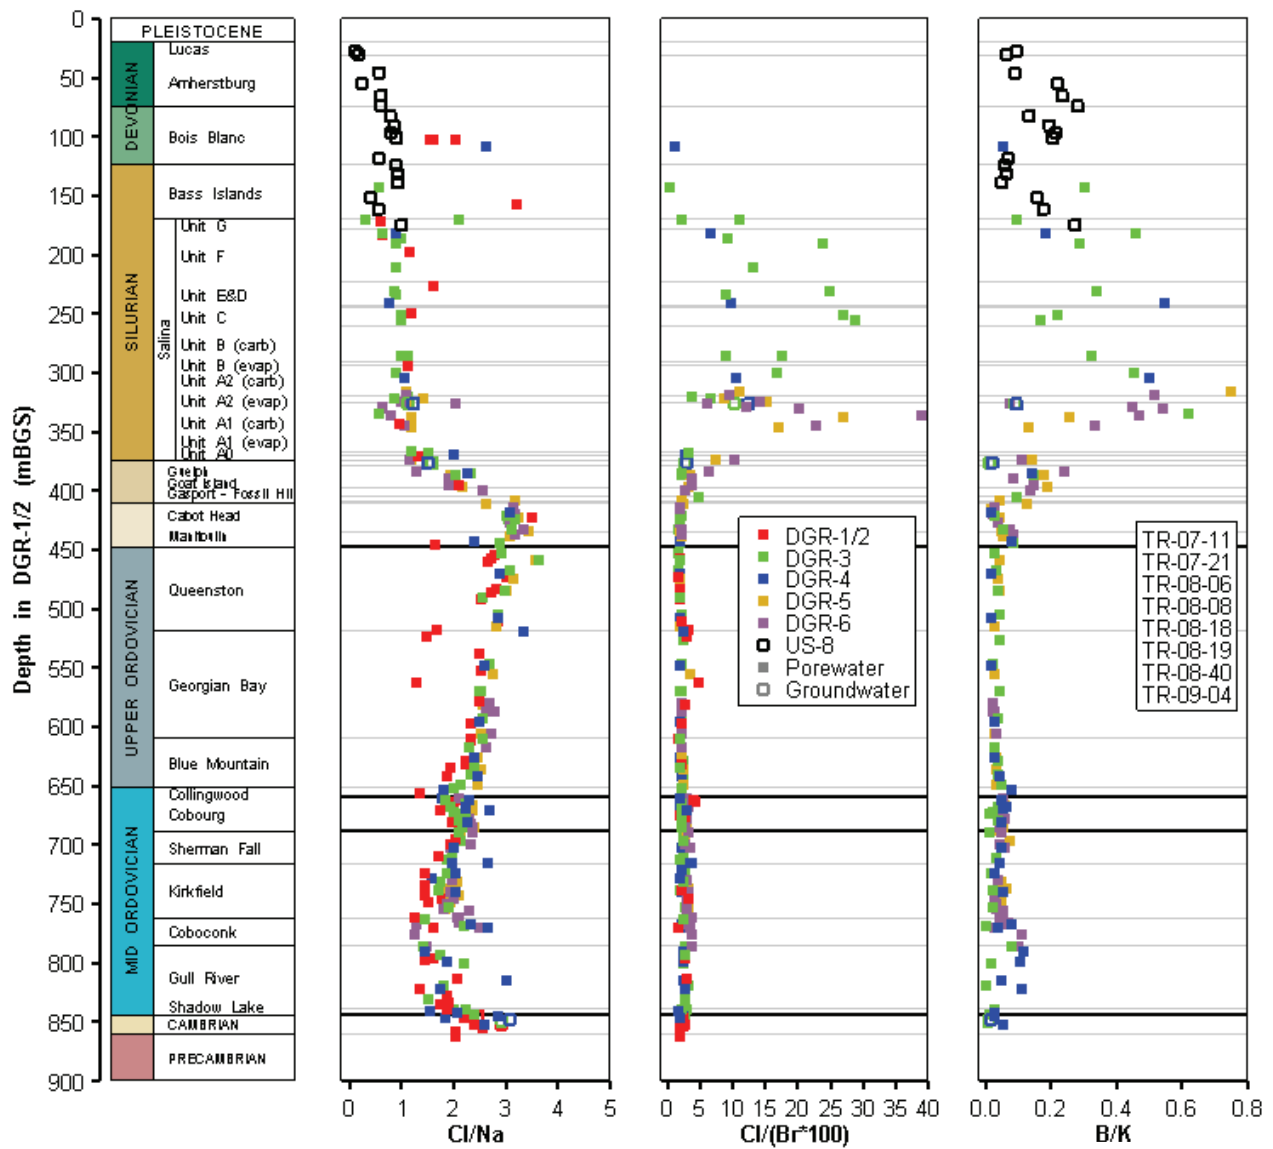 Depth in DGR-1/2 (mBGS)
0
50
100
150
200
250
300
350
400
450
500
550
600
650
700
750
800
850
900
DEVONIAN
SILURIAN
UPPER ORDOVICIAN
MID ORDOVICIAN
PLEISTOCENE
Lucas
Amherstburg
Bois Blanc
Bass Islands
Salina
Unit G
Unit F
Unit E&D
Unit C
Unit B (carb)
Unit B (evap)
Unit A2 (carb)
Unit A2 (evap)
Unit A1 (carb)
Unit A1 (evap)
Unit A0
Guelph
Goat Island
Gasport - Fossil Hill
Cabot Head
Manitoulin
Queenston
Georgian Bay
Blue Mountain
Collingwood
Cobourg
Sherman Fall
Kirkfield
Coboconk
Gull River
Shadow Lake
CAMBRIAN
PRECAMBRIAN
DGR-1/2
DGR-3
DGR-4
DGR-5
DGR-6
US-8
Porewater
Groundwater
TR-07-11
TR-07-21
TR-08-06
TR-08-08
TR-08-18
TR-08-19
TR-08-40
TR-09-04
0 1 2 3 4 5
Cl/Na
0 5 10 15 20 25 30 35 40
Cl/(Br*100)
0.0 0.2 0.4 0.6 0.8
B/K